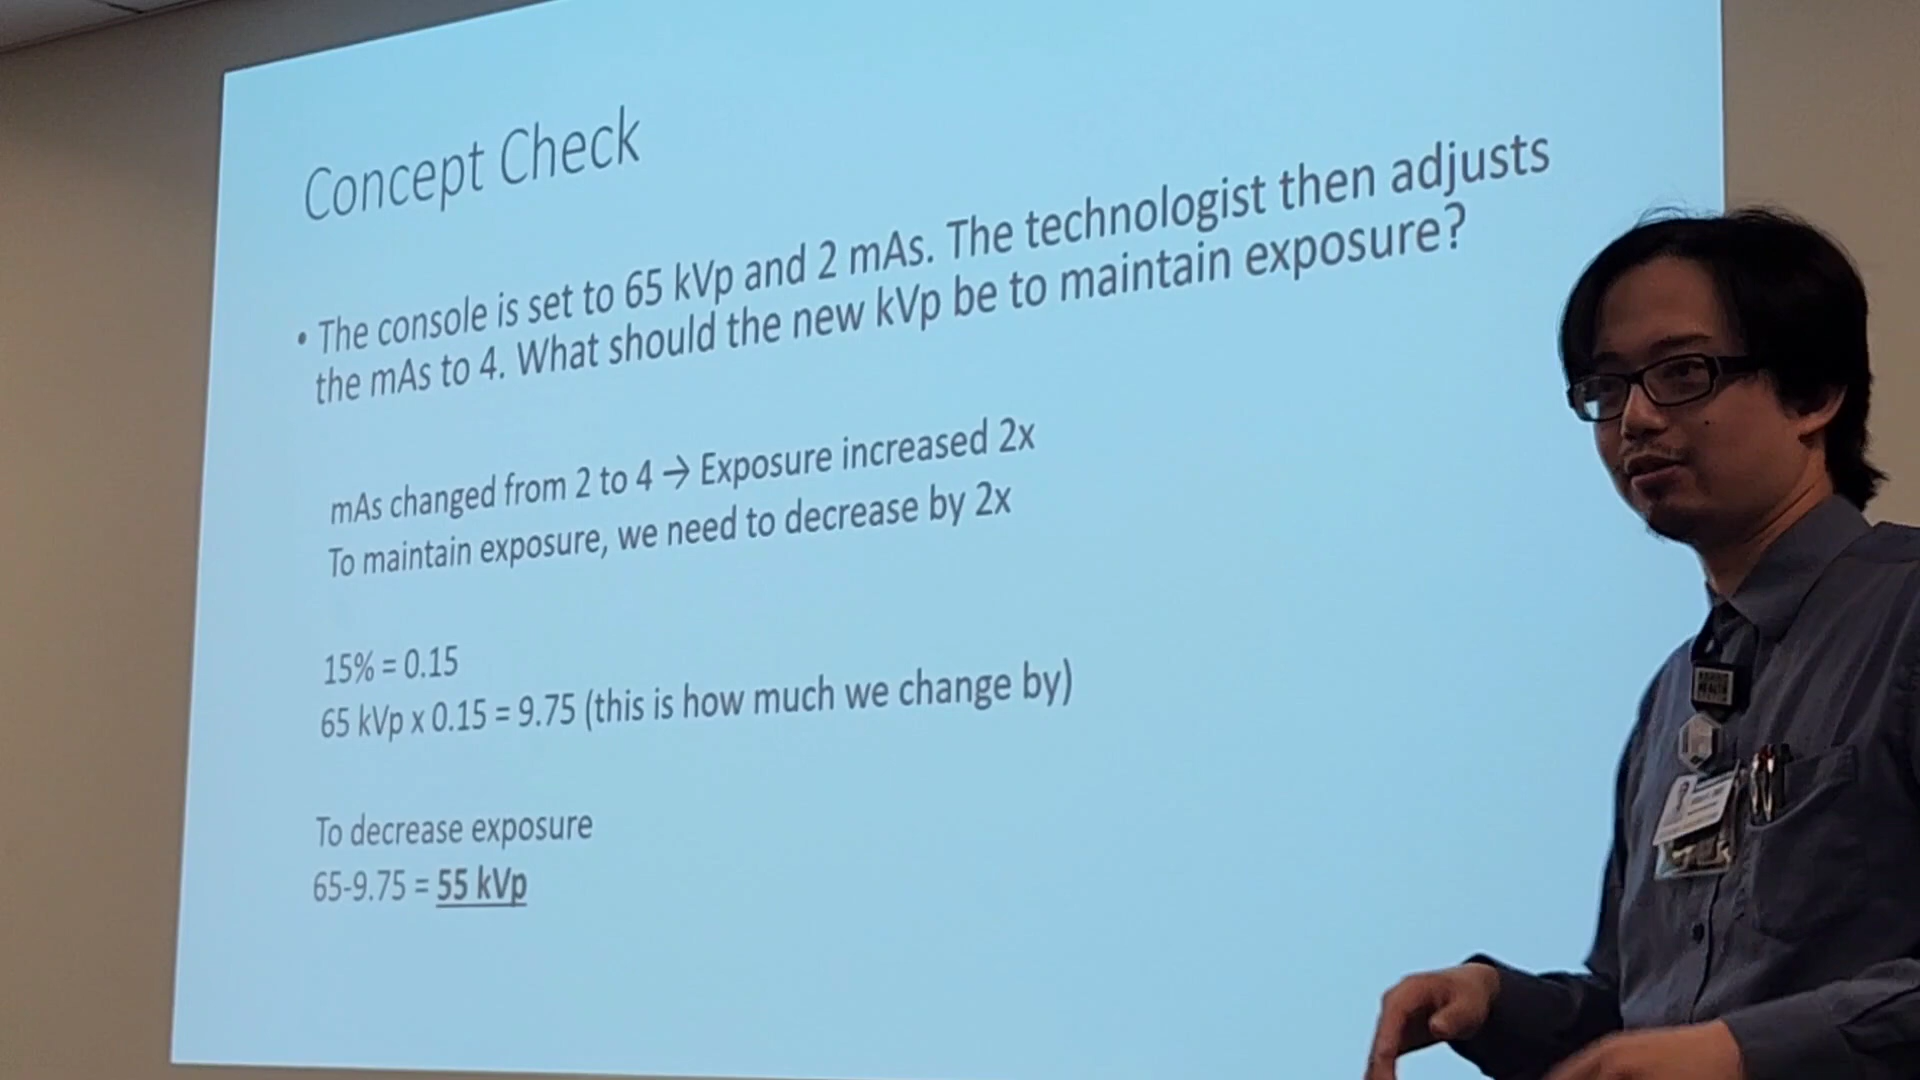 Concept Check
• The console is set to 65 kVp and 2 mAs. The technologist then adjusts
the mAs to 4. What should the new kVp be to maintain exposure?
mAs changed from 2 to 4 → Exposure increased 2x
To maintain exposure, we need to decrease by 2x
15% = 0.15
65 kVp x 0.15 = 9.75 (this is how much we change by)
To decrease exposure
65-9.75 = 55 kVp